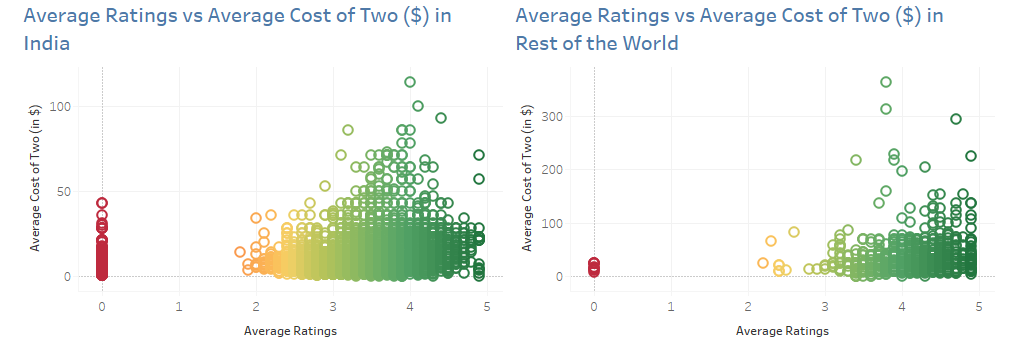 Average Ratings vs Average Cost of Two ($) in
India
Average Cost of Two (in $)
100
50
0
0 1 2 3 4 5
Average Ratings
Average Ratings vs Average Cost of Two ($) in
Rest of the World
Average Cost of Two (in $)
300
200
100
0
0 1 2 3 4 5
Average Ratings